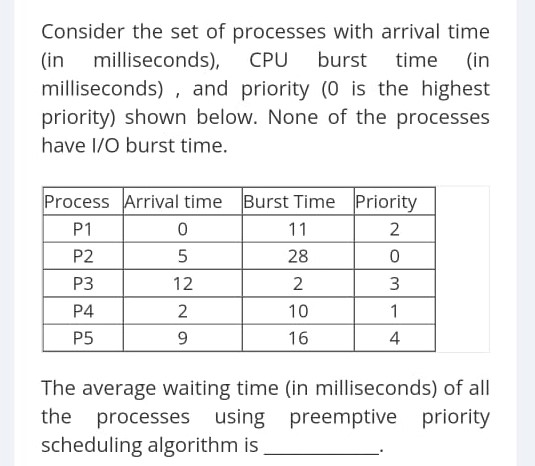 Consider the set of processes with arrival time
(in milliseconds), CPU burst time (in
milliseconds) , and priority (0 is the highest
priority) shown below. None of the processes
have I/O burst time.
Process Arrival time Burst Time Priority
P1 0 11 2
P2 5 28 0
P3 12 2 3
P4 2 10 1
P5 9 16 4
The average waiting time (in milliseconds) of all
the processes using preemptive priority
scheduling algorithm is ____________.